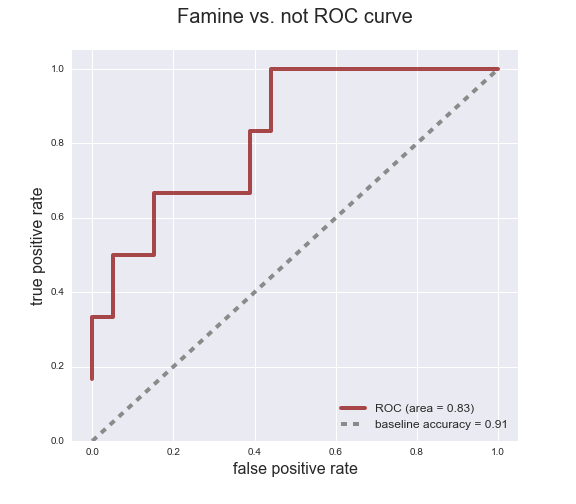 Famine vs. not ROC curve
true positive rate
1.0
0.8
0.6
0.4
0.2
0.0
0.0 0.2 0.4 0.6 0.8 1.0
false positive rate
ROC (area = 0.83)
baseline accuracy = 0.91